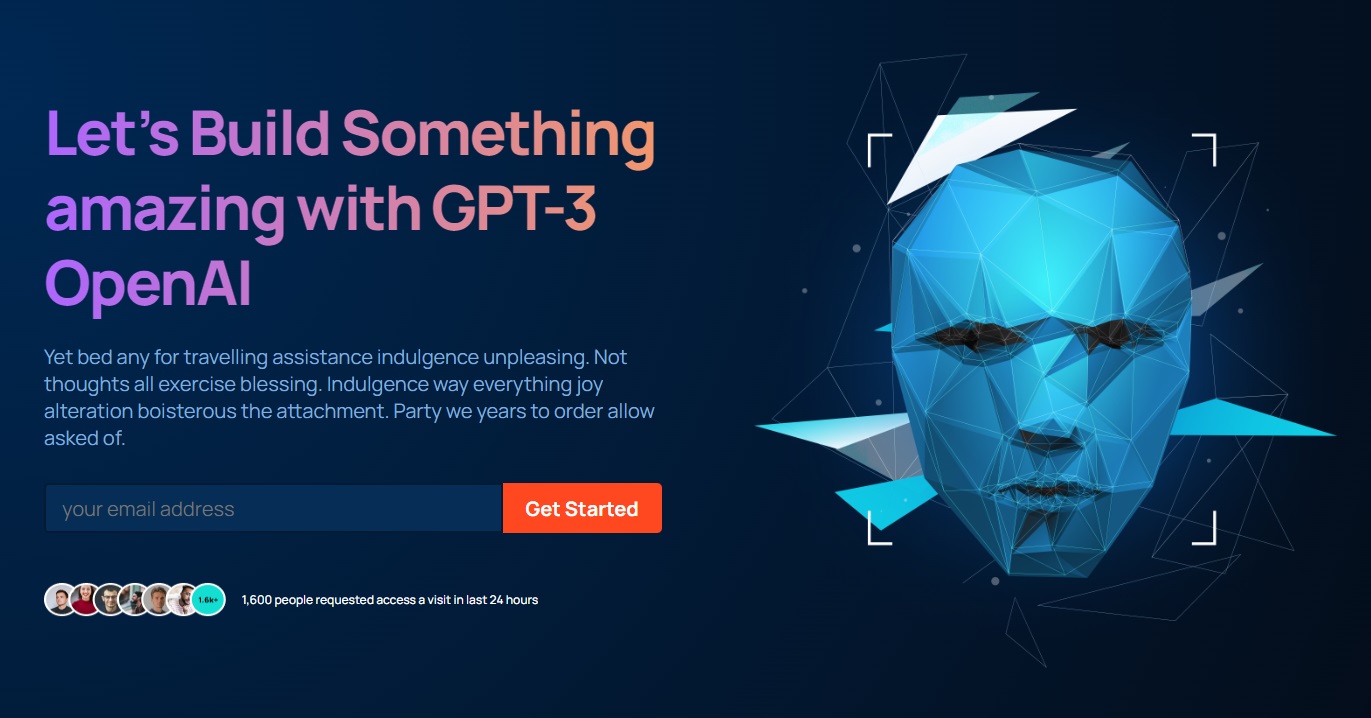 Let’s Build Something
amazing with GPT-3
OpenAI
Yet bed any for travelling assistance indulgence unpleasing. Not
thoughts all exercise blessing. Indulgence way everything joy
alteration boisterous the attachment. Party we years to order allow
asked of.
your email address
Get Started
1.6k+
1,600 people requested access a visit in last 24 hours